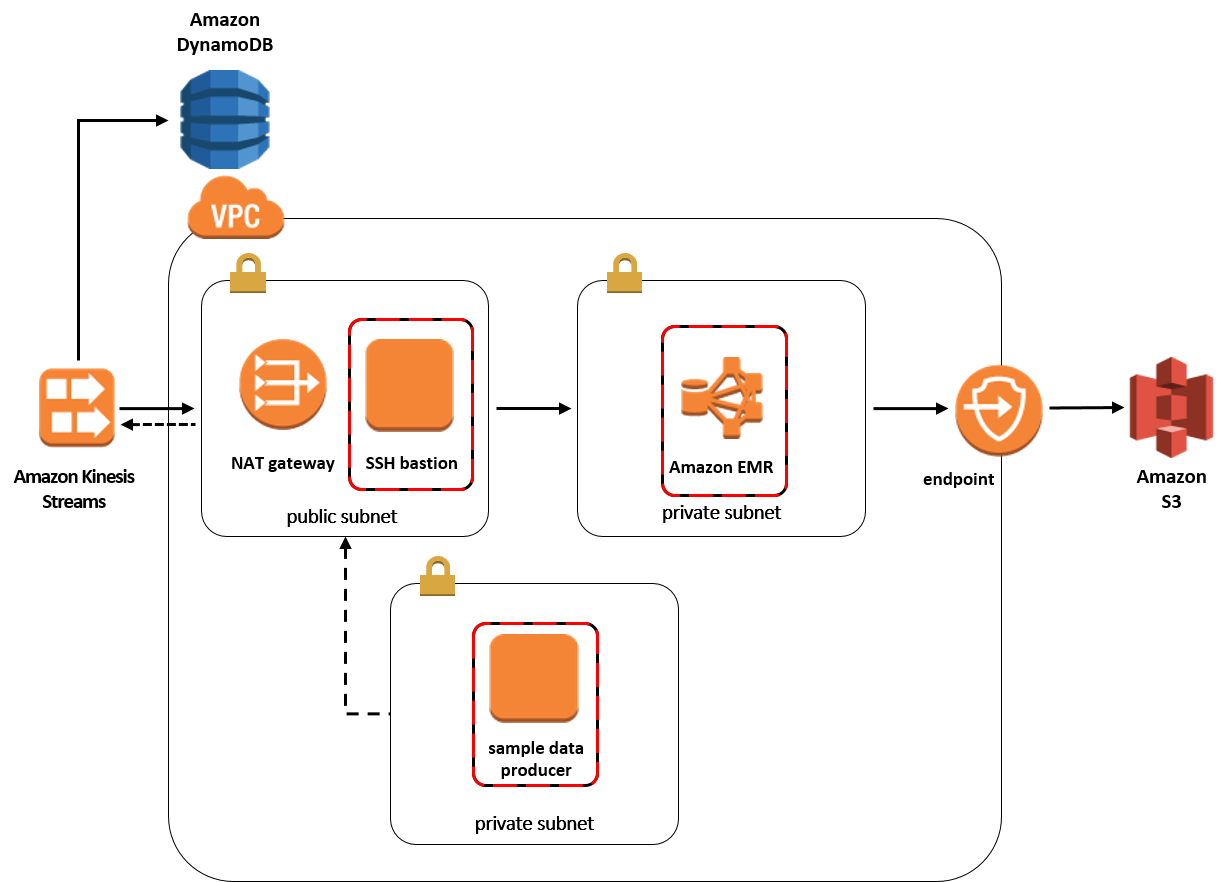 Amazon
DynamoDB
VPC
NAT gateway
SSH bastion
public subnet
Amazon EMR
private subnet
Amazon Kinesis
Streams
endpoint
Amazon
S3
sample data
producer
private subnet